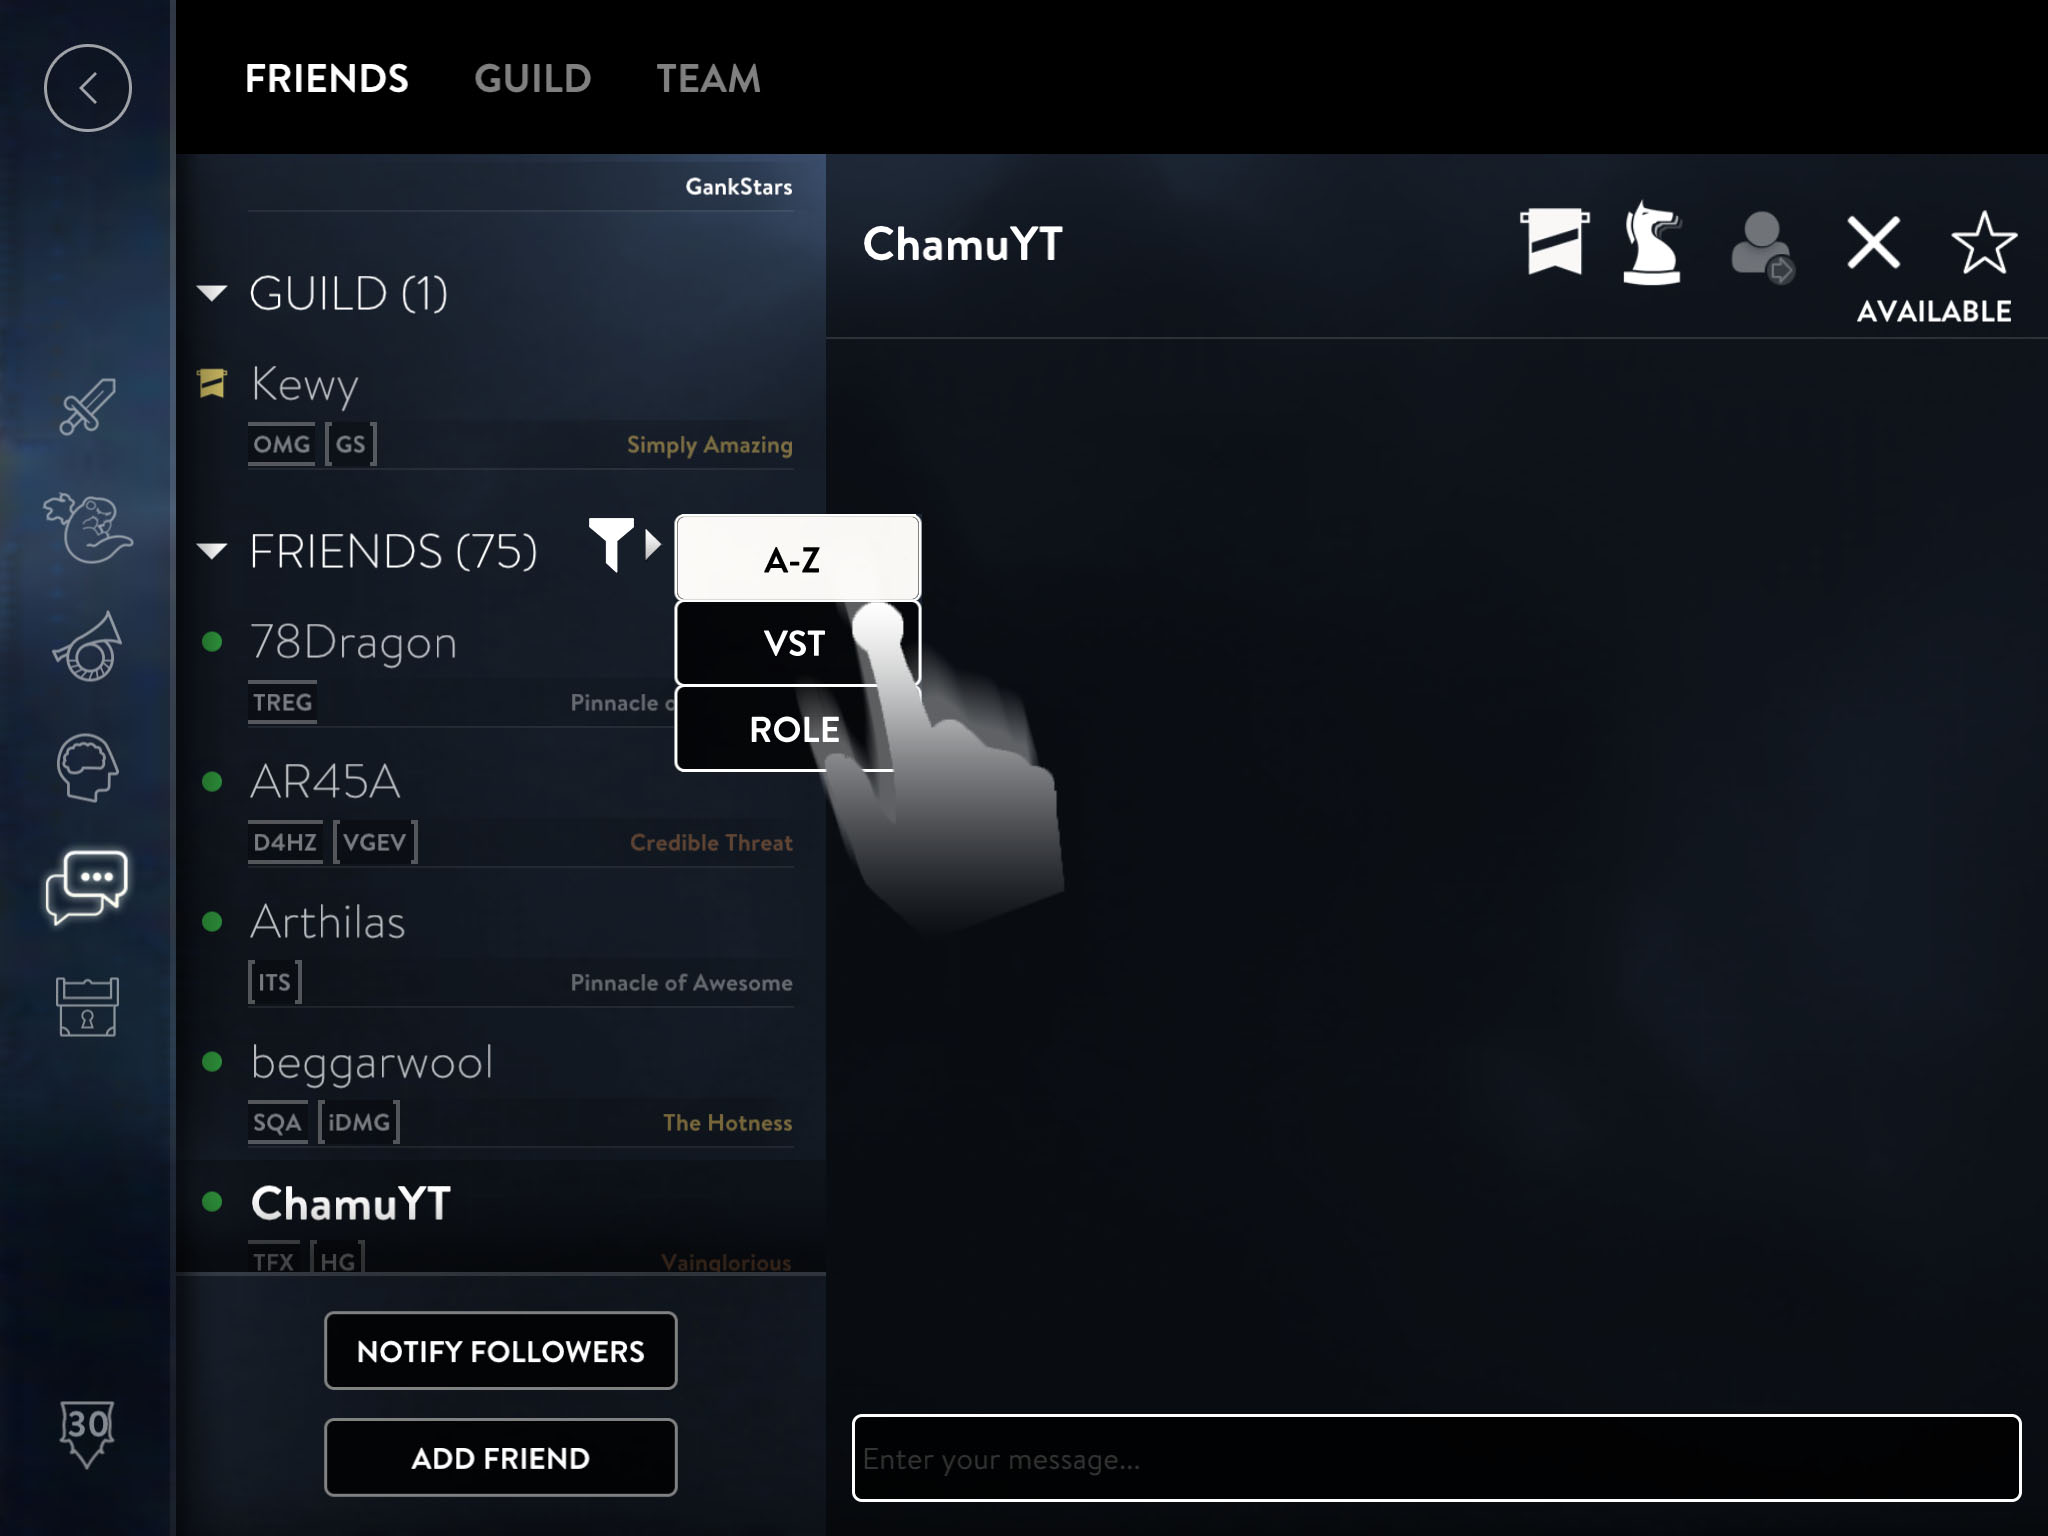 FRIENDS GUILD TEAM
GankStars
GUILD (1)
Kewy
OMG GS Simply Amazing
FRIENDS (75)
A-Z
VST
ROLE
78Dragon
TREG Pinnacle
AR45A
D4HZ VGEV Credible Threat
Arthilas
ITS Pinnacle of Awesome
beggarwool
SQA iDMG The Hotness
ChamuYT
TFX HG Vainglorious
NOTIFY FOLLOWERS
ADD FRIEND
30
ChamuYT
AVAILABLE
Enter your message...